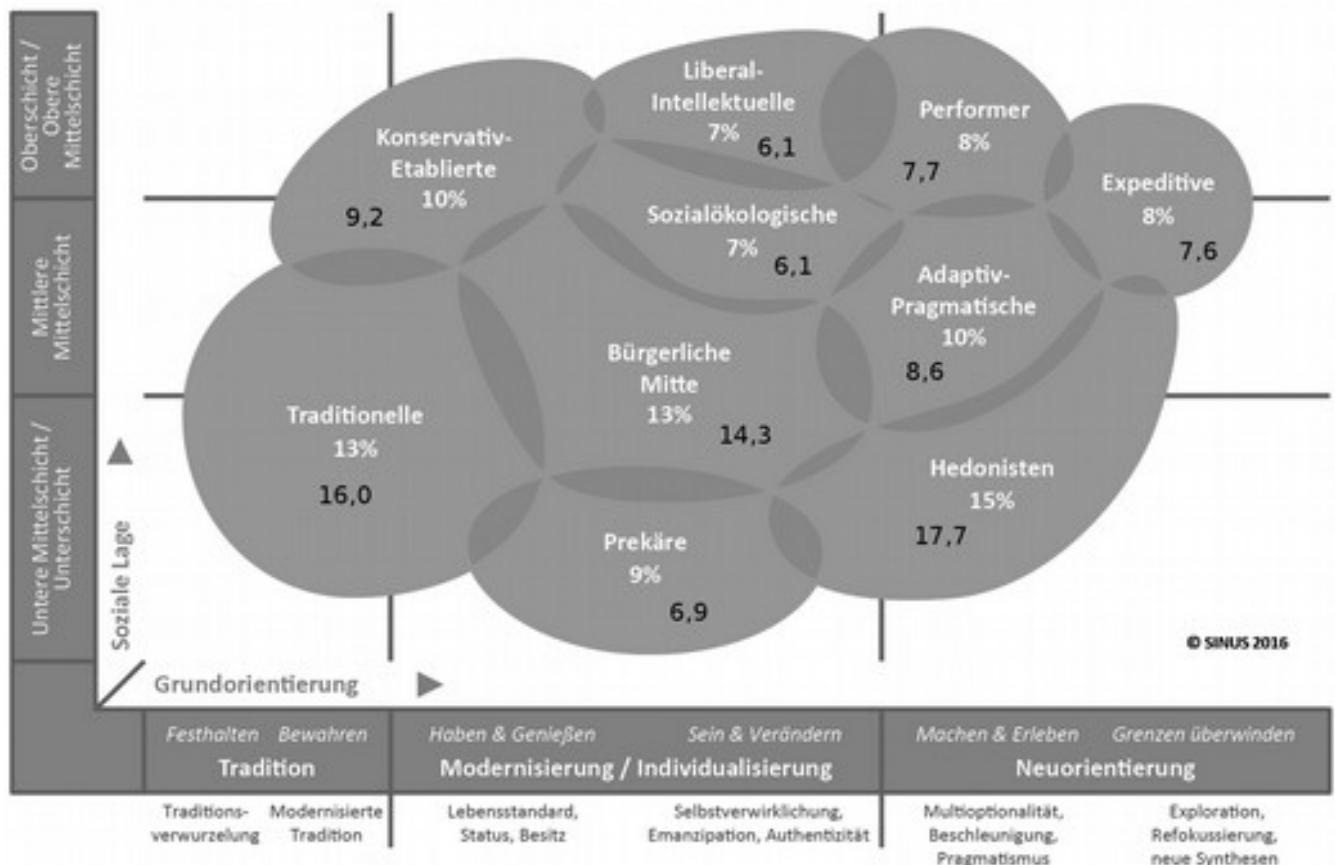 Oberschicht /
Obere
Mittelschicht
Mittlere
Mittelschicht
Untere Mittelschicht /
Unterschicht
Soziale Lage
Konservativ-
Etablierte
10%
9,2
Liberal-
Intellektuelle
7%
6,1
Performer
8%
7,7
Expeditive
8%
7,6
Sozialökologische
7%
6,1
Adaptiv-
Pragmatische
10%
8,6
Bürgerliche
Mitte
13%
14,3
Traditionelle
13%
16,0
Hedonisten
15%
17,7
Prekäre
9%
6,9
© SINUS 2016
Grundorientierung
Festhalten Bewahren
Tradition
Haben & Genießen Sein & Verändern
Modernisierung / Individualisierung
Machen & Erleben Grenzen überwinden
Neuorientierung
Traditions-
verwurzelung
Modernisierte
Tradition
Lebensstandard,
Status, Besitz
Selbstverwirklichung,
Emanzipation, Authentizität
Multioptionalität,
Beschleunigung,
Pragmatismus
Exploration,
Refokussierung,
neue Synthesen